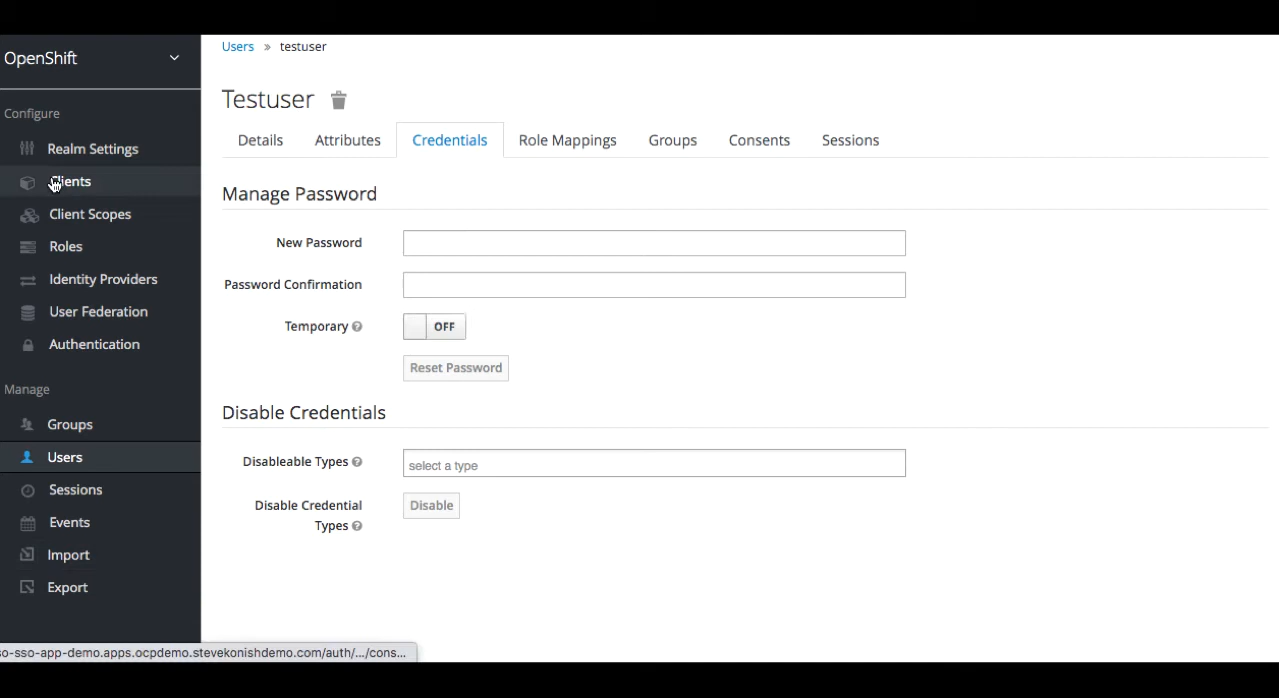 OpenShift
Configure
Realm Settings
Clients
Client Scopes
Roles
Identity Providers
User Federation
Authentication
Manage
Groups
Users
Sessions
Events
Import
Export
Users » testuser
Testuser
Details Attributes Credentials Role Mappings Groups Consents Sessions
Manage Password
New Password
Password Confirmation
Temporary
OFF
Reset Password
Disable Credentials
Disableable Types
select a type
Disable Credential
Types
Disable
so-sso-app-demo.apps.ocpdemo.stevekonishdemo.com/auth/.../cons...